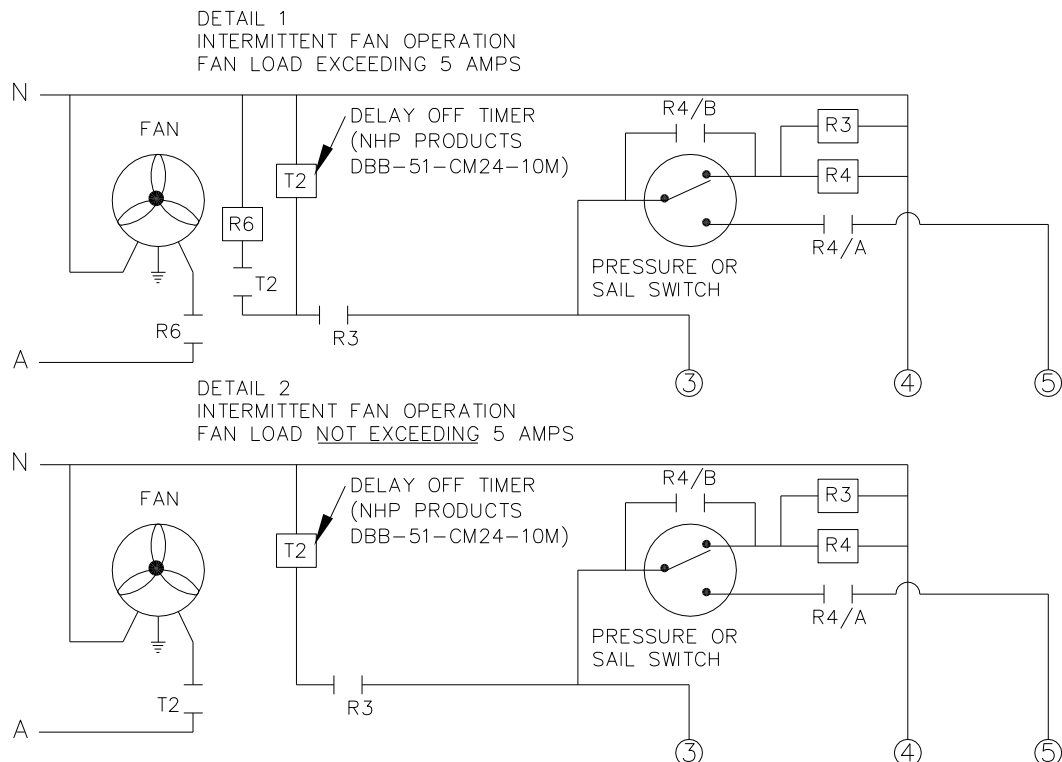 DETAIL 1
INTERMITTENT FAN OPERATION
FAN LOAD EXCEEDING 5 AMPS
N
R4/B
DELAY OFF TIMER
(NHP PRODUCTS
DBB-51-CM24-10M)
FAN
R3
T2
R4
R6
R4/A
T2
PRESSURE OR
SAIL SWITCH
R6
R3
A
3
4
5
DETAIL 2
INTERMITTENT FAN OPERATION
FAN LOAD NOT EXCEEDING 5 AMPS
N
R4/B
DELAY OFF TIMER
(NHP PRODUCTS
DBB-51-CM24-10M)
FAN
R3
T2
R4
R4/A
PRESSURE OR
SAIL SWITCH
T2
R3
A
3
4
5